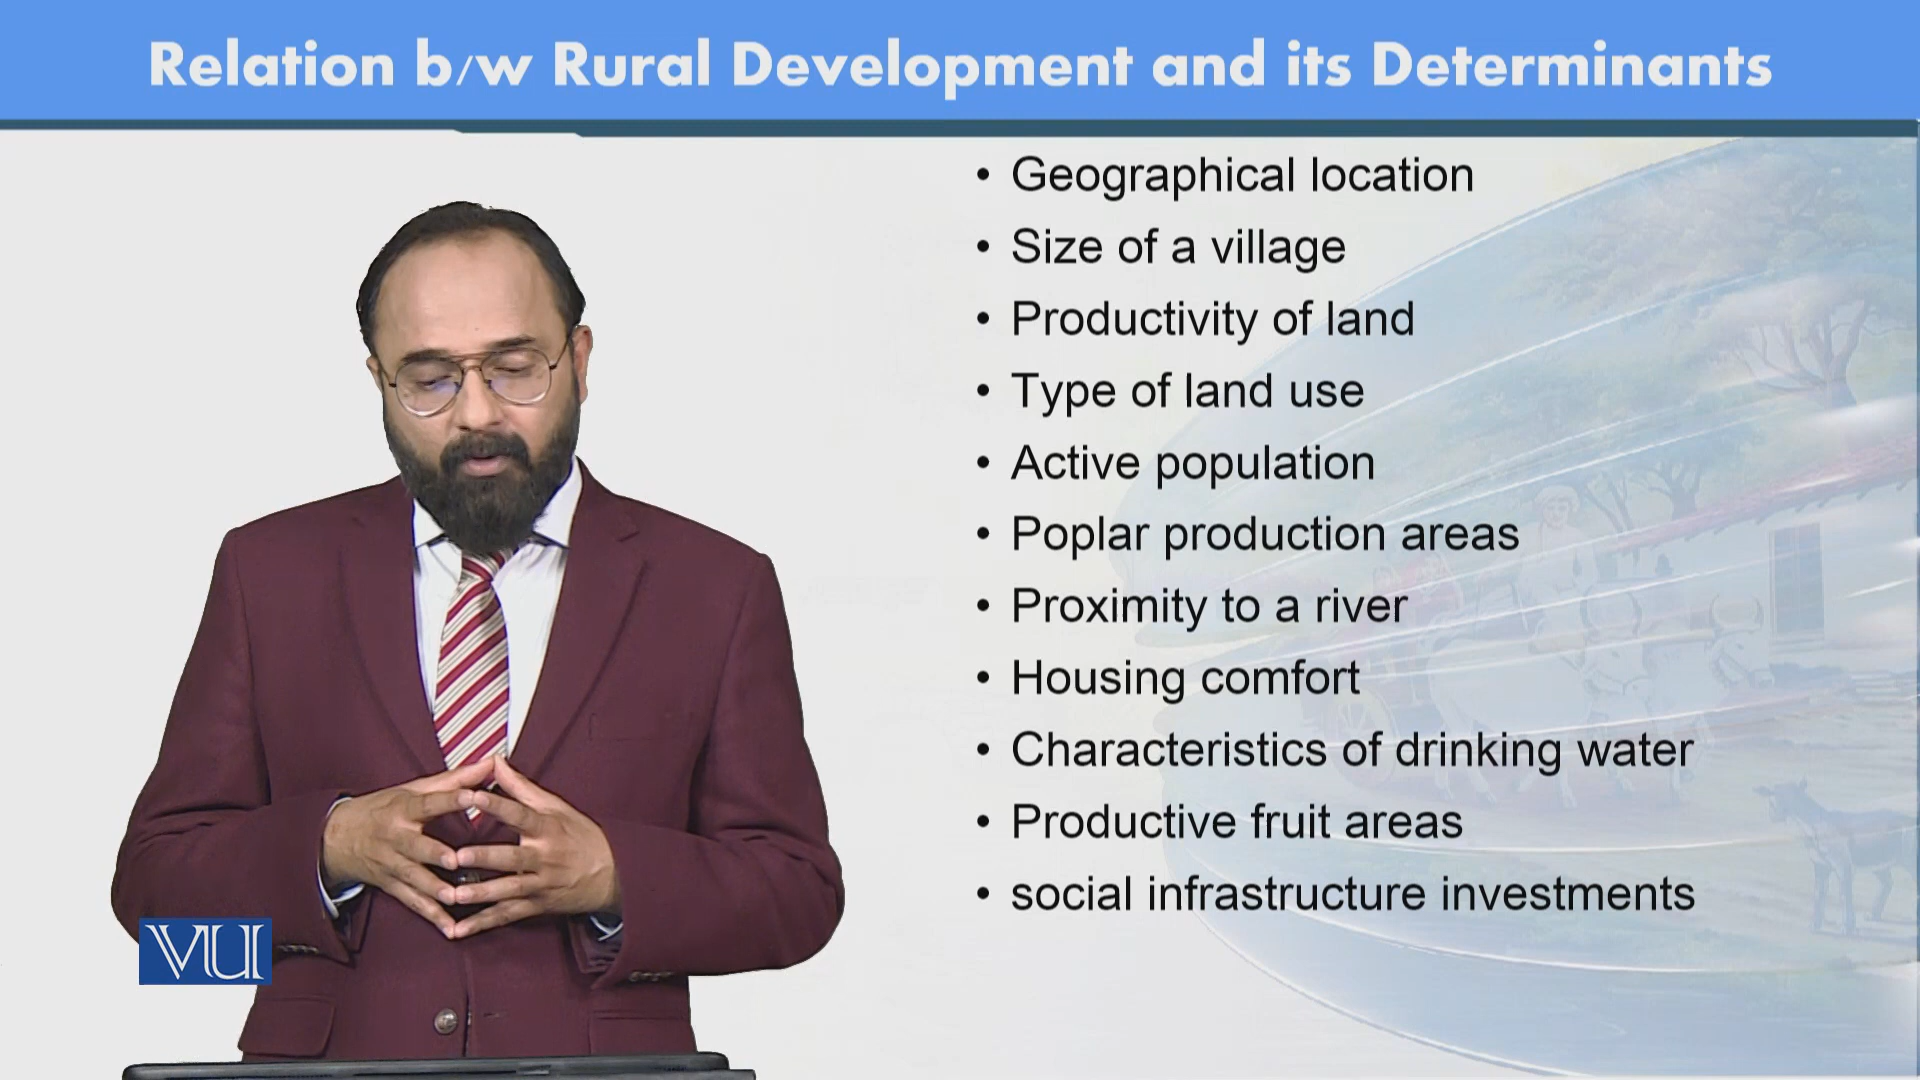 Relation b/w Rural Development and its Determinants
• Geographical location
• Size of a village
• Productivity of land
• Type of land use
• Active population
• Poplar production areas
• Proximity to a river
• Housing comfort
• Characteristics of drinking water
• Productive fruit areas
• social infrastructure investments
VU